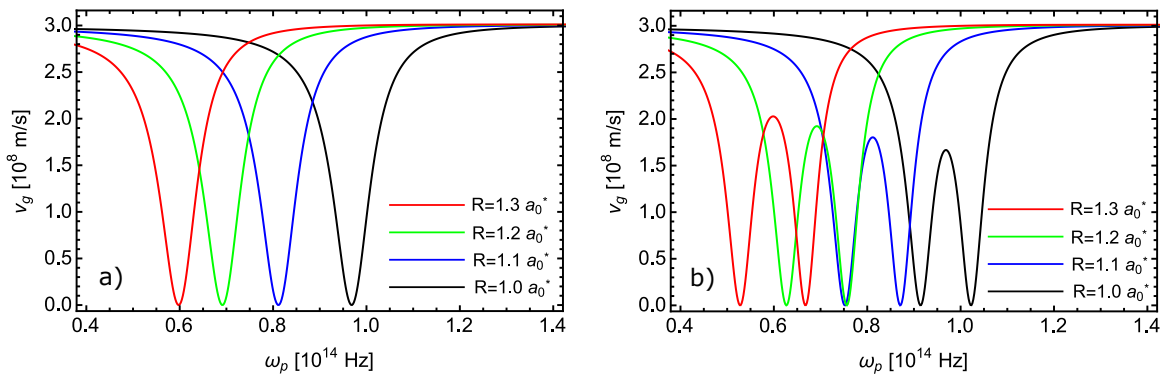 3.0
2.5
2.0
1.5
1.0
0.5
0.0
v_g [10^8 m/s]
R=1.3 a_0^*
R=1.2 a_0^*
R=1.1 a_0^*
R=1.0 a_0^*
a)
0.4 0.6 0.8 1.0 1.2 1.4
ω_p [10^14 Hz]
3.0
2.5
2.0
1.5
1.0
0.5
0.0
v_g [10^8 m/s]
R=1.3 a_0^*
R=1.2 a_0^*
R=1.1 a_0^*
R=1.0 a_0^*
b)
0.4 0.6 0.8 1.0 1.2 1.4
ω_p [10^14 Hz]